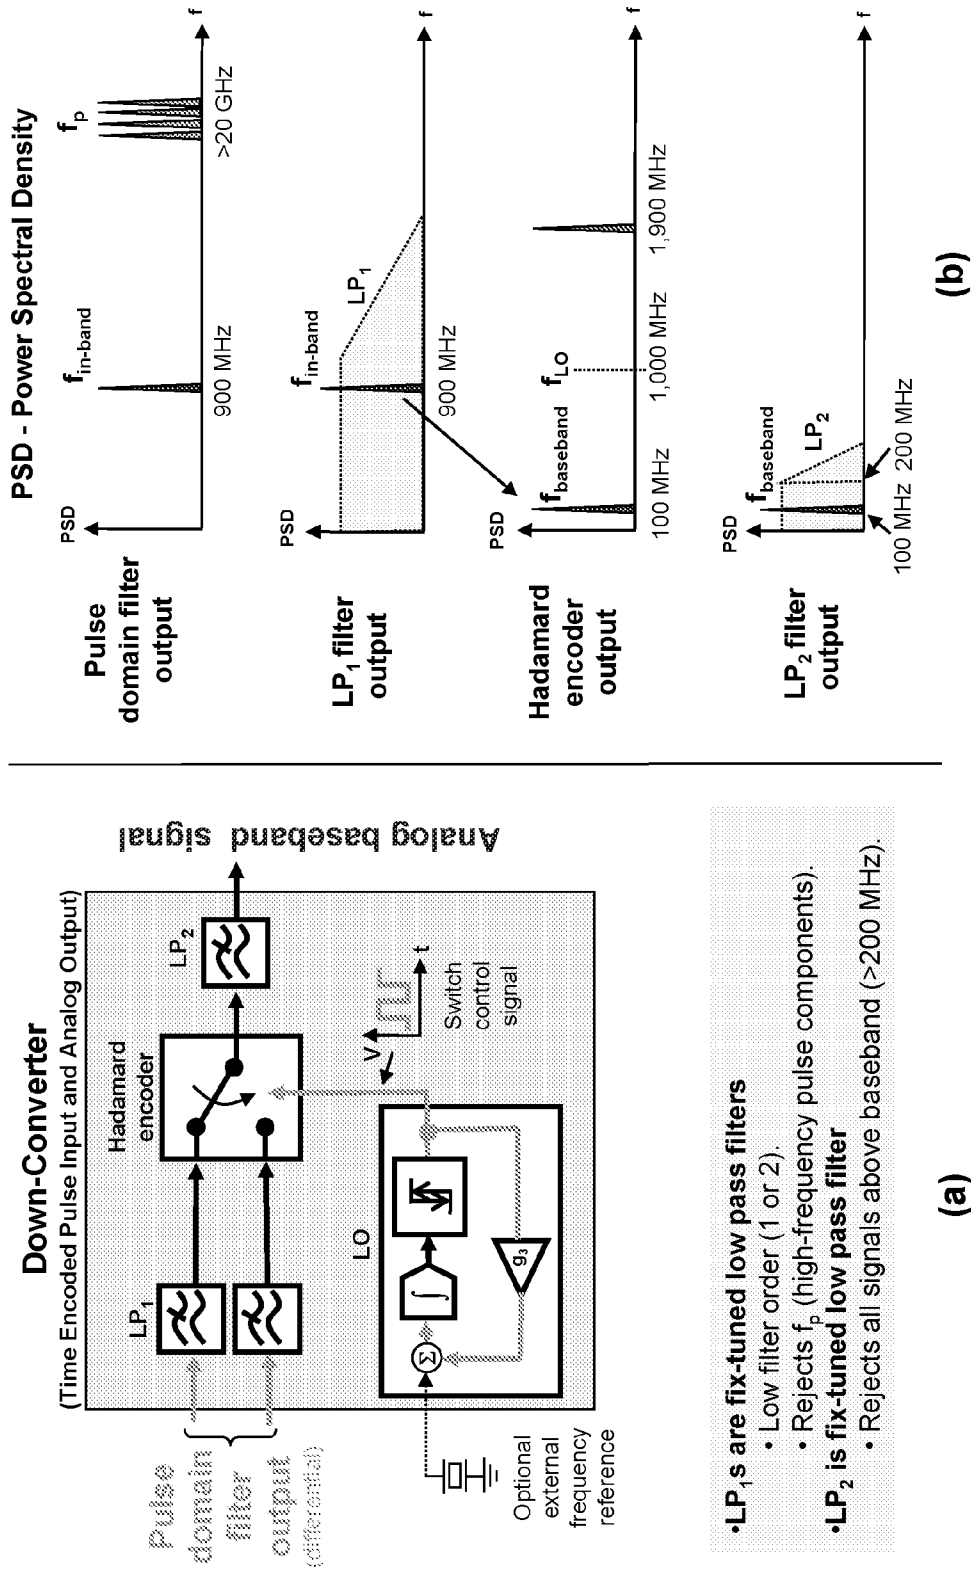 Down-Converter
(Time Encoded Pulse Input and Analog Output)
Pulse
domain
filter
output
(differential)
LP1
Hadamard
encoder
LP2
Analog baseband signal
LO
Σ
∫
g3
V
t
Switch
control
signal
Optional
external
frequency
reference
•LP1s are fix-tuned low pass filters
• Low filter order (1 or 2).
• Rejects fp (high-frequency pulse components).
•LP2 is fix-tuned low pass filter
• Rejects all signals above baseband (>200 MHz).
(a)
PSD - Power Spectral Density
Pulse
domain filter
output
PSD
fin-band
fp
f
900 MHz
>20 GHz
LP1 filter
output
PSD
fin-band
LP1
f
900 MHz
Hadamard
encoder
output
PSD
fbaseband
fLO
f
100 MHz
1,000 MHz
1,900 MHz
LP2 filter
output
PSD
fbaseband
LP2
f
100 MHz
200 MHz
(b)